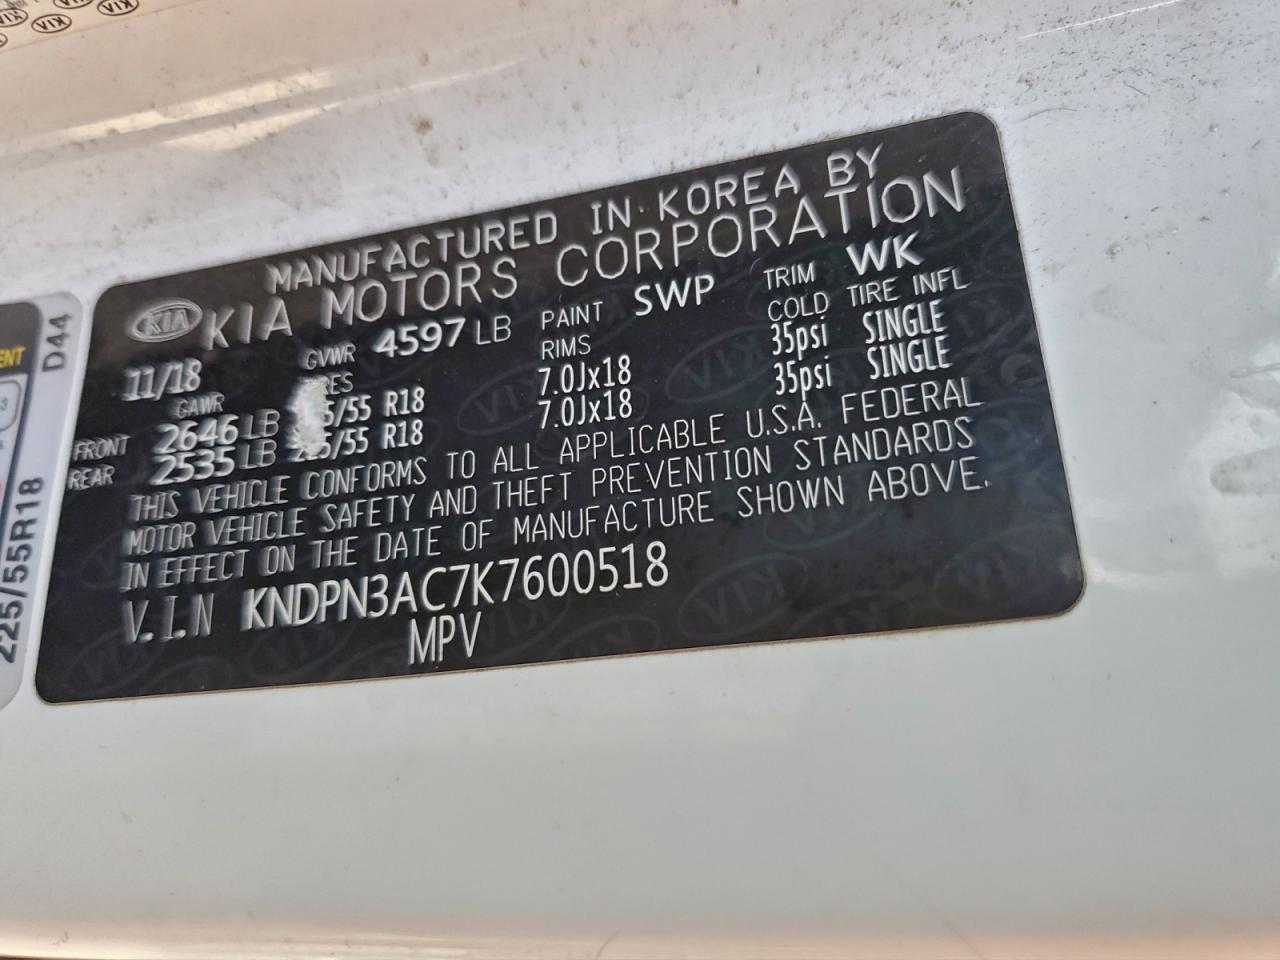 MANUFACTURED IN KOREA BY
KIA KIA MOTORS CORPORATION
11/18 GVWR 4597 LB PAINT SWP TRIM WK
GAWR RIMS COLD TIRE INFL
FRONT 2646 LB /55 R18 7.0Jx18 35psi SINGLE
REAR 2535 LB /55 R18 7.0Jx18 35psi SINGLE
THIS VEHICLE CONFORMS TO ALL APPLICABLE U.S.A. FEDERAL
MOTOR VEHICLE SAFETY AND THEFT PREVENTION STANDARDS
IN EFFECT ON THE DATE OF MANUFACTURE SHOWN ABOVE.
V.I.N KNDPN3AC7K7600518
MPV
225/55R18 D44